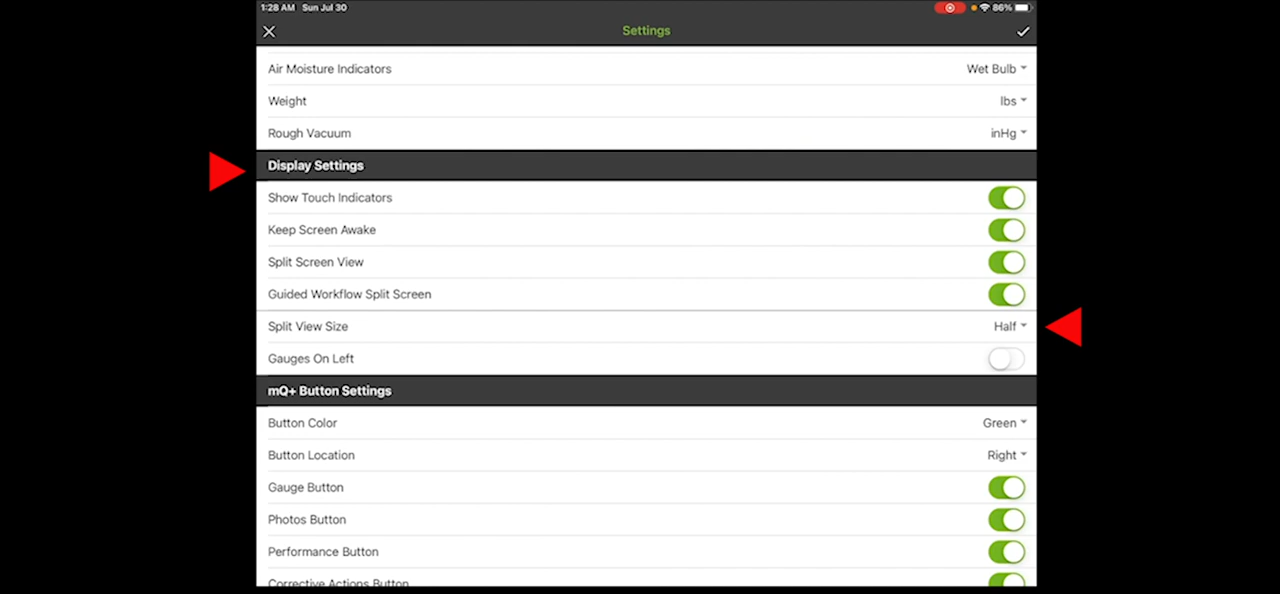 1:28 AM Sun Jul 30 86%
Settings
Air Moisture Indicators Wet Bulb
Weight lbs
Rough Vacuum inHg
Display Settings
Show Touch Indicators
Keep Screen Awake
Split Screen View
Guided Workflow Split Screen
Split View Size Half
Gauges On Left
mQ+ Button Settings
Button Color Green
Button Location Right
Gauge Button
Photos Button
Performance Button
Corrective Actions Button